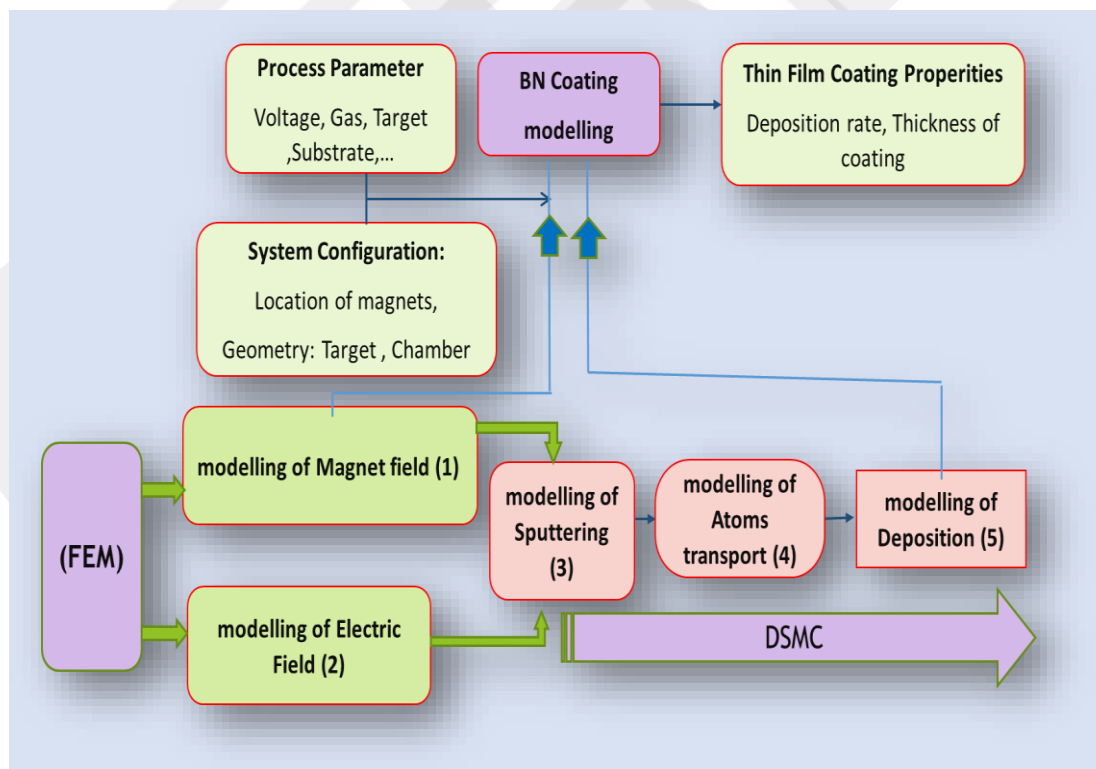 Process Parameter
Voltage, Gas, Target
,Substrate,...
BN Coating
modelling
Thin Film Coating Properities
Deposition rate, Thickness of
coating
System Configuration:
Location of magnets,
Geometry: Target , Chamber
(FEM)
modelling of Magnet field (1)
modelling of Electric
Field (2)
modelling of
Sputtering
(3)
modelling of
Atoms
transport (4)
modelling of
Deposition (5)
DSMC